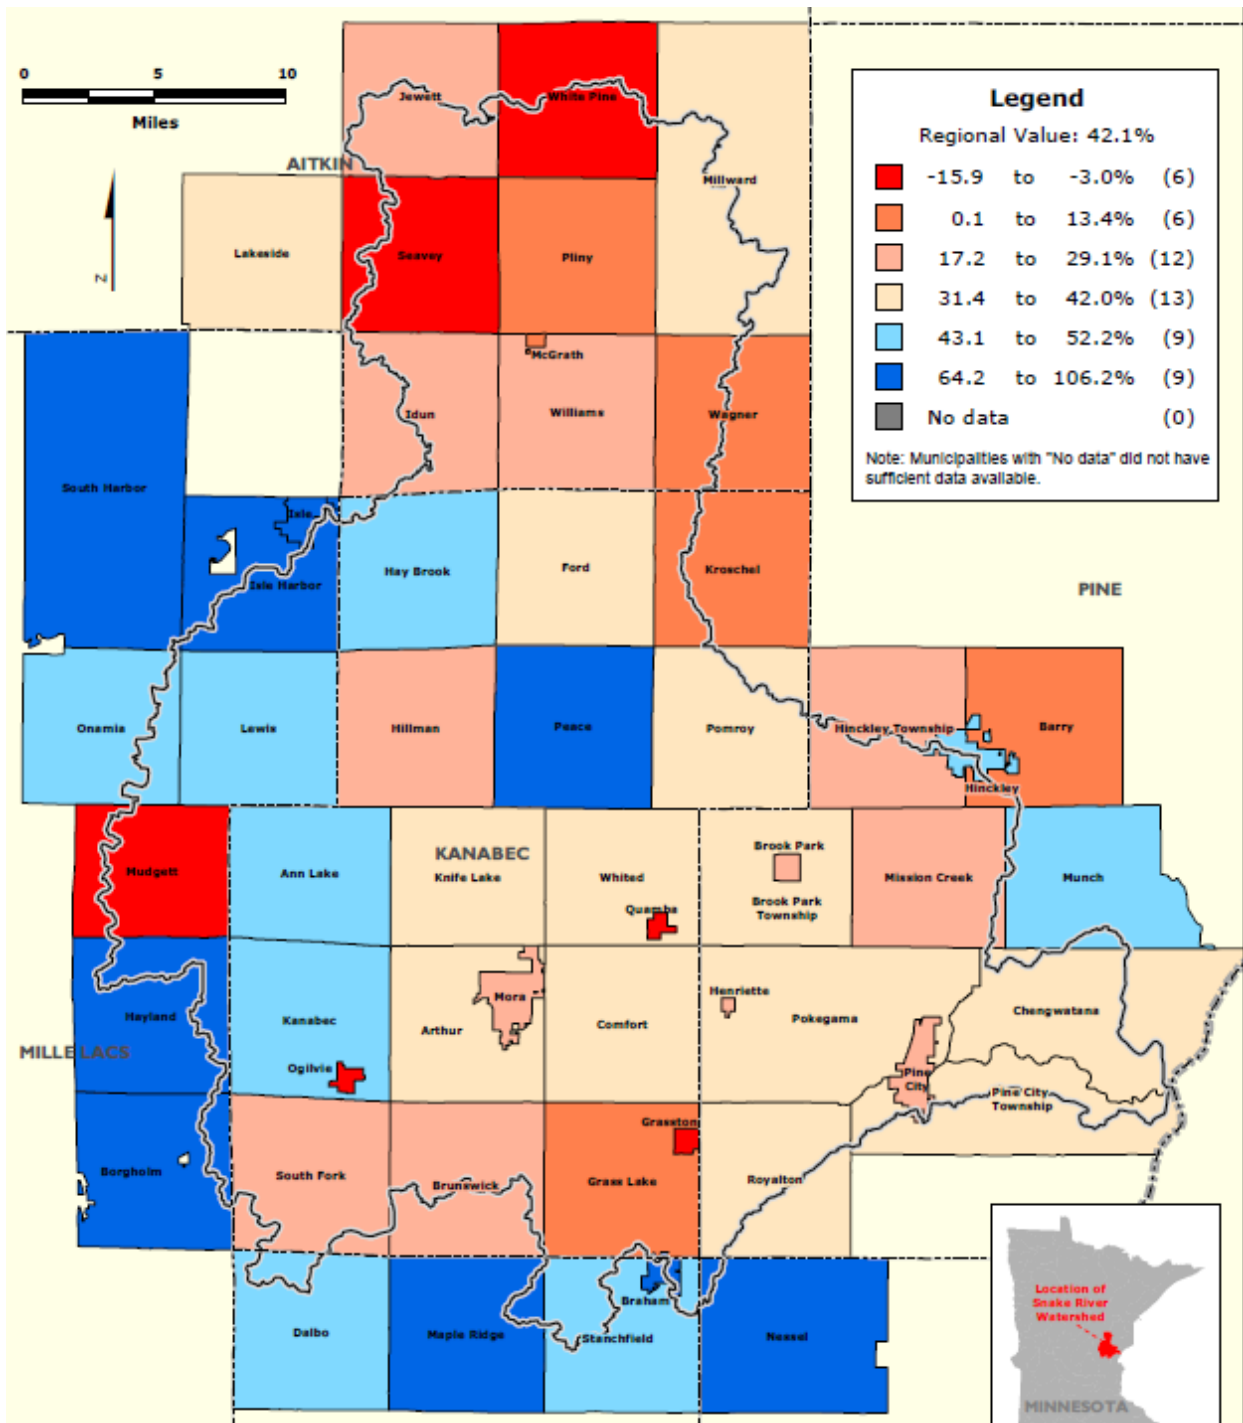 0 5 10
Miles
N
Legend
Regional Value: 42.1%
-15.9 to -3.0% (6)
0.1 to 13.4% (6)
17.2 to 29.1% (12)
31.4 to 42.0% (13)
43.1 to 52.2% (9)
64.2 to 106.2% (9)
No data (0)
Note: Municipalities with "No data" did not have
sufficient data available.
Jewett
White Pine
AITKIN
Millward
Lakeside
Seavey
Pliny
McGrath
Idun
Williams
Wagner
South Harbor
Isle
Isle Harbor
Hay Brook
Ford
Kroschel
PINE
Onamia
Lewis
Hillman
Peace
Pomroy
Hinckley Township
Barry
Hinckley
KANABEC
Mudgett
Ann Lake
Knife Lake
Whited
Brook Park
Brook Park
Township
Mission Creek
Munch
Quamba
Hayland
Kanabec
Mora
Arthur
Comfort
Henriette
Pokegama
Chengwatana
MILLE LACS
Ogilvie
Pine
City
Pine City
Township
Grasston
Borgholm
South Fork
Brunswick
Grass Lake
Royalton
Dalbo
Maple Ridge
Braham
Stanchfield
Nessel
Location of
Snake River
Watershed
MINNESOTA